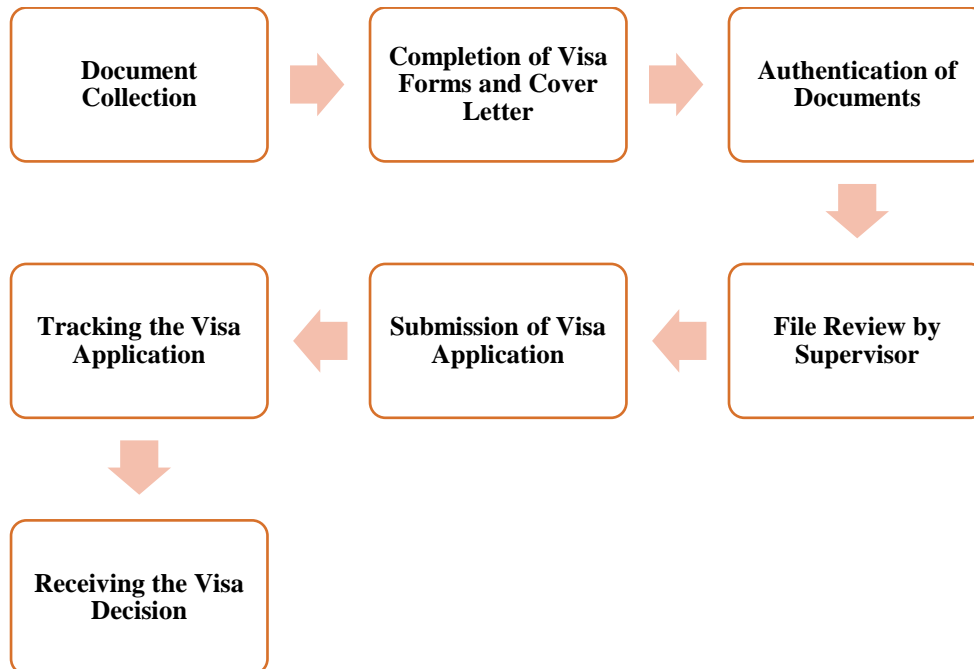 Document
Collection
Completion of Visa
Forms and Cover
Letter
Authentication of
Documents
File Review by
Supervisor
Submission of Visa
Application
Tracking the Visa
Application
Receiving the Visa
Decision